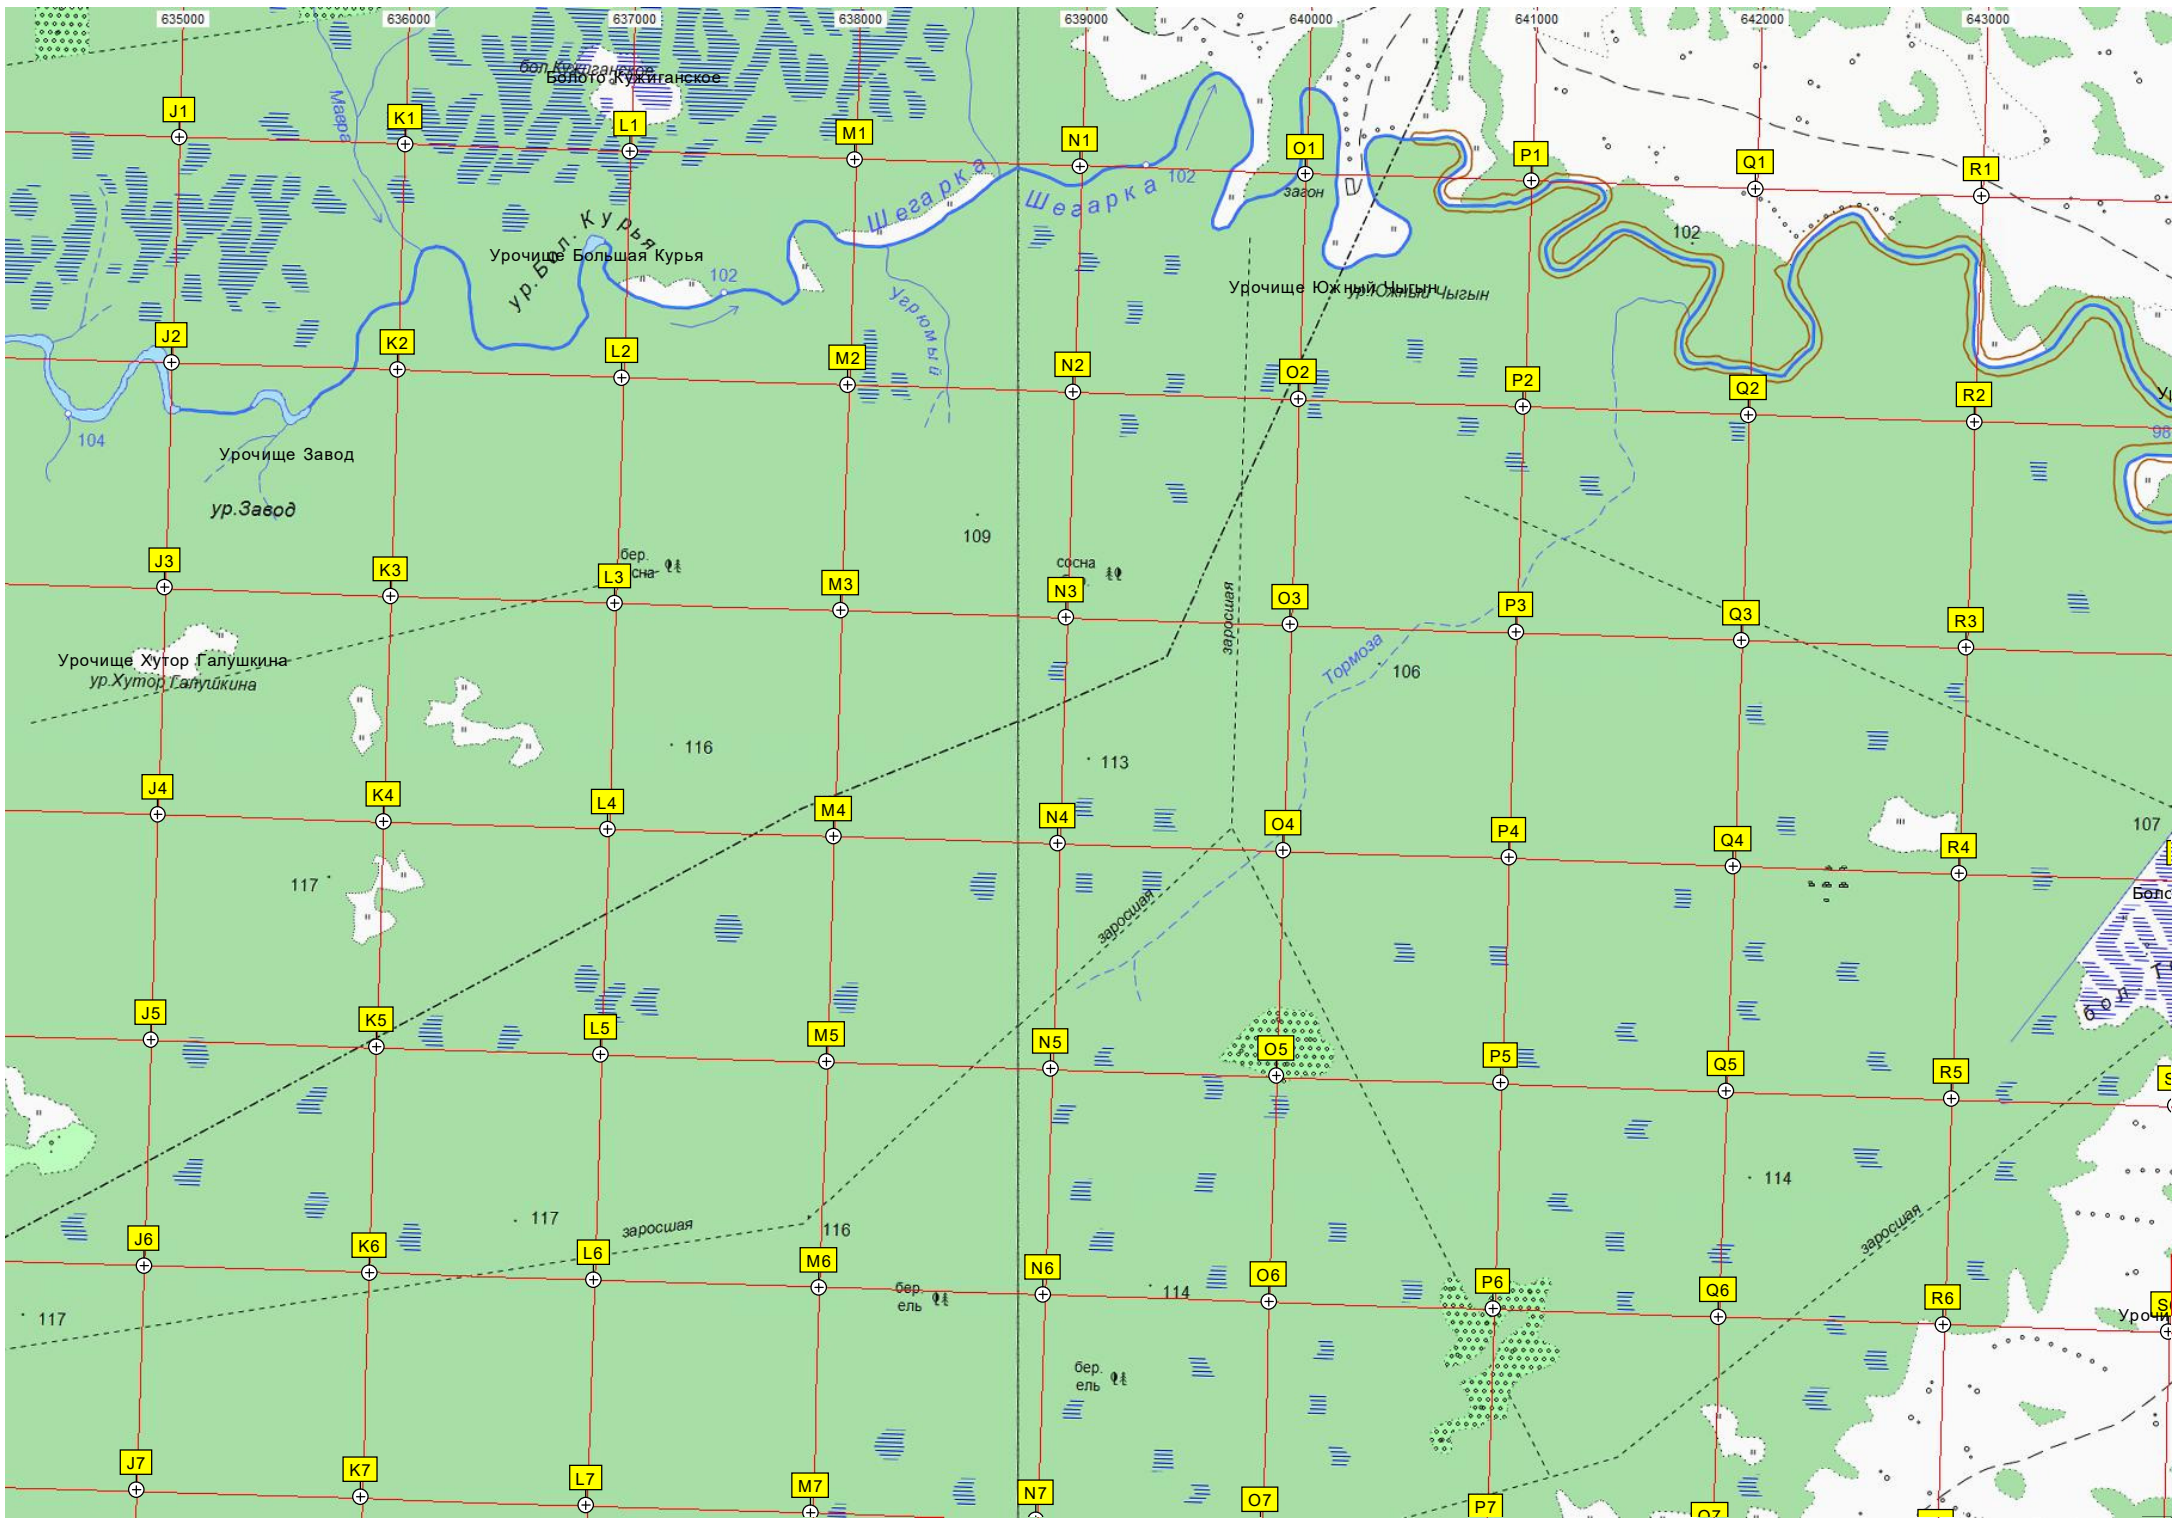 635000 636000 637000 638000 639000 640000 641000 642000 643000
бол.Кужиганское
Болото Кужиганское
Мавра
J1 K1 L1 M1 N1 O1 P1 Q1 R1
Шегарка
Шегарка
102
загон
ур.Бол. Курья
Урочище Большая Курья
102
102
Урочище Южный Чыгын
ур.Южный Чыгын
Угрюмый
J2 K2 L2 M2 N2 O2 P2 Q2 R2
98
104
Урочище Завод
ур.Завод
109
бер.
сосна
J3 K3 L3 M3 N3 O3 P3 Q3 R3
заросшая
Урочище Хутор Галушкина
ур.Хутор Галушкина
Тормоза
106
116
113
J4 K4 L4 M4 N4 O4 P4 Q4 R4
107
117
заросшая
J5 K5 L5 M5 N5 O5 P5 Q5 R5
114
117
заросшая
116
заросшая
J6 K6 L6 M6 N6 O6 P6 Q6 R6
бер.
ель
114
117
бер.
ель
J7 K7 L7 M7 N7 O7 P7 Q7